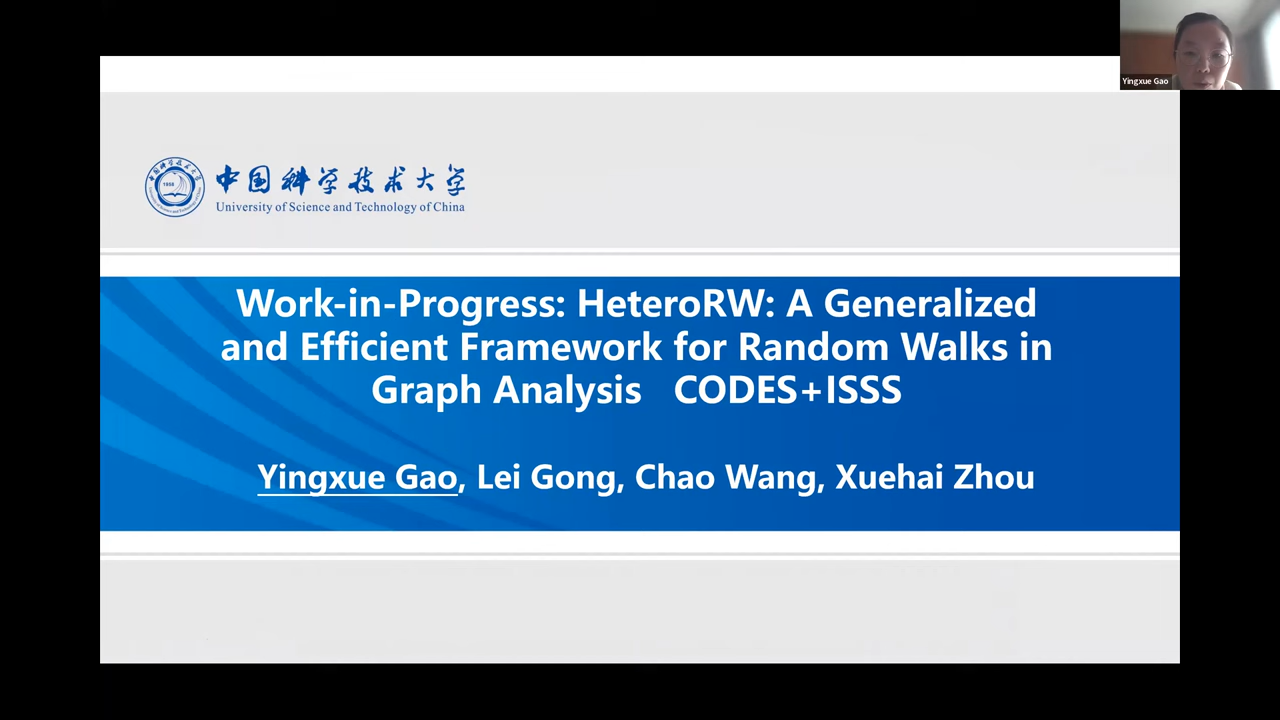 中国科学技术大学
University of Science and Technology of China
1958
Work-in-Progress: HeteroRW: A Generalized
and Efficient Framework for Random Walks in
Graph Analysis CODES+ISSS
Yingxue Gao, Lei Gong, Chao Wang, Xuehai Zhou
Yingxue Gao